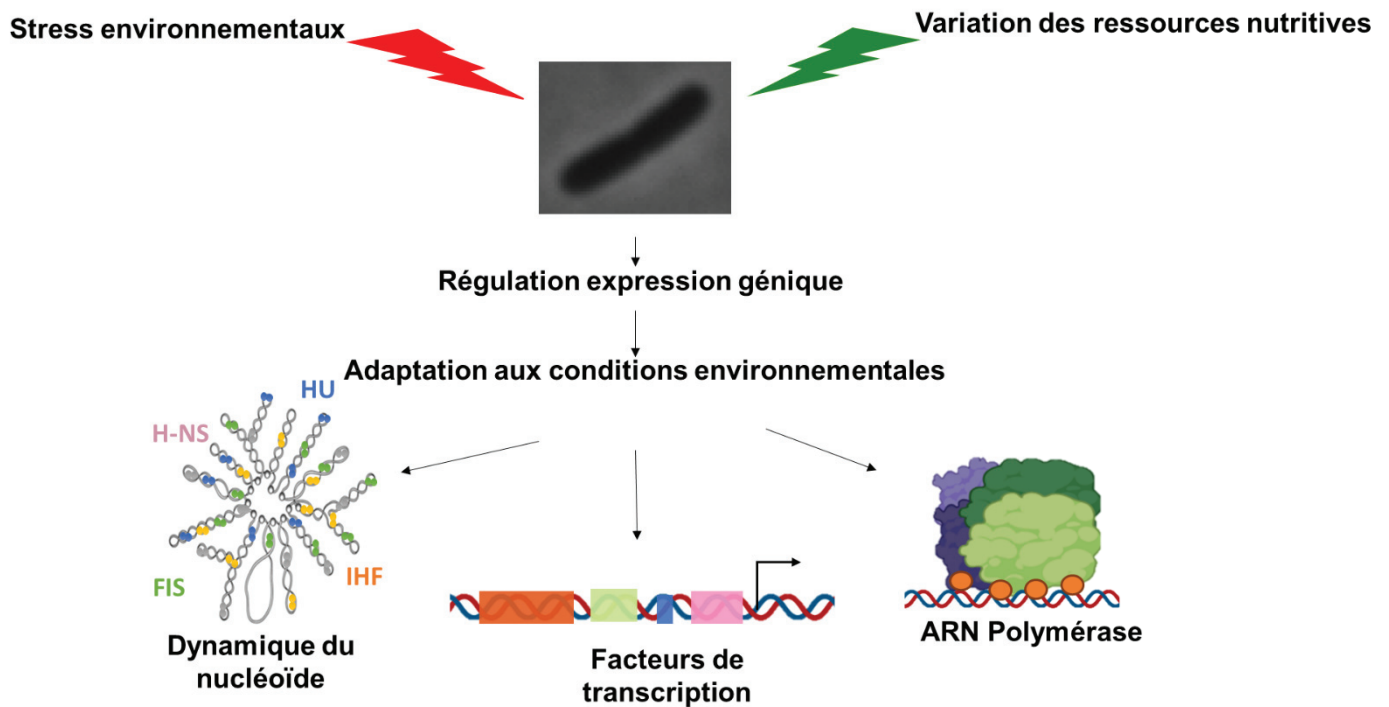 Stress environnementaux
Variation des ressources nutritives
Régulation expression génique
Adaptation aux conditions environnementales
HU
H-NS
FIS
IHF
Dynamique du
nucléoïde
Facteurs de
transcription
ARN Polymérase